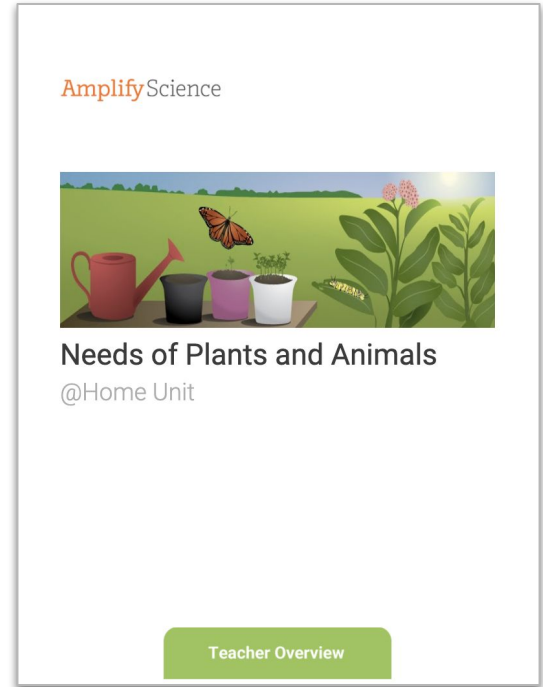 AmplifyScience
Needs of Plants and Animals
@Home Unit
Teacher Overview